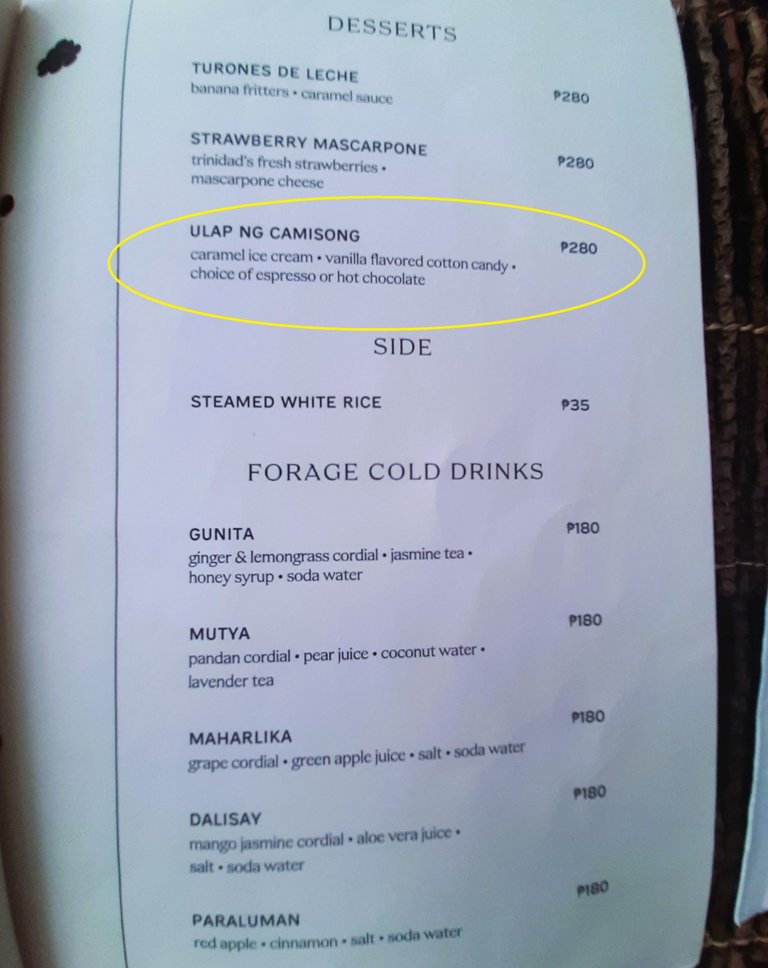 DESSERTS
TURONES DE LECHE
banana fritters • caramel sauce
₱280
STRAWBERRY MASCARPONE
trinidad's fresh strawberries •
mascarpone cheese
₱280
ULAP NG CAMISONG
caramel ice cream • vanilla flavored cotton candy •
choice of espresso or hot chocolate
₱280
SIDE
STEAMED WHITE RICE
₱35
FORAGE COLD DRINKS
GUNITA
ginger & lemongrass cordial • jasmine tea •
honey syrup • soda water
₱180
MUTYA
pandan cordial • pear juice • coconut water •
lavender tea
₱180
MAHARLIKA
grape cordial • green apple juice • salt • soda water
₱180
DALISAY
mango jasmine cordial • aloe vera juice •
salt • soda water
₱180
PARALUMAN
red apple • cinnamon • salt • soda water
₱180